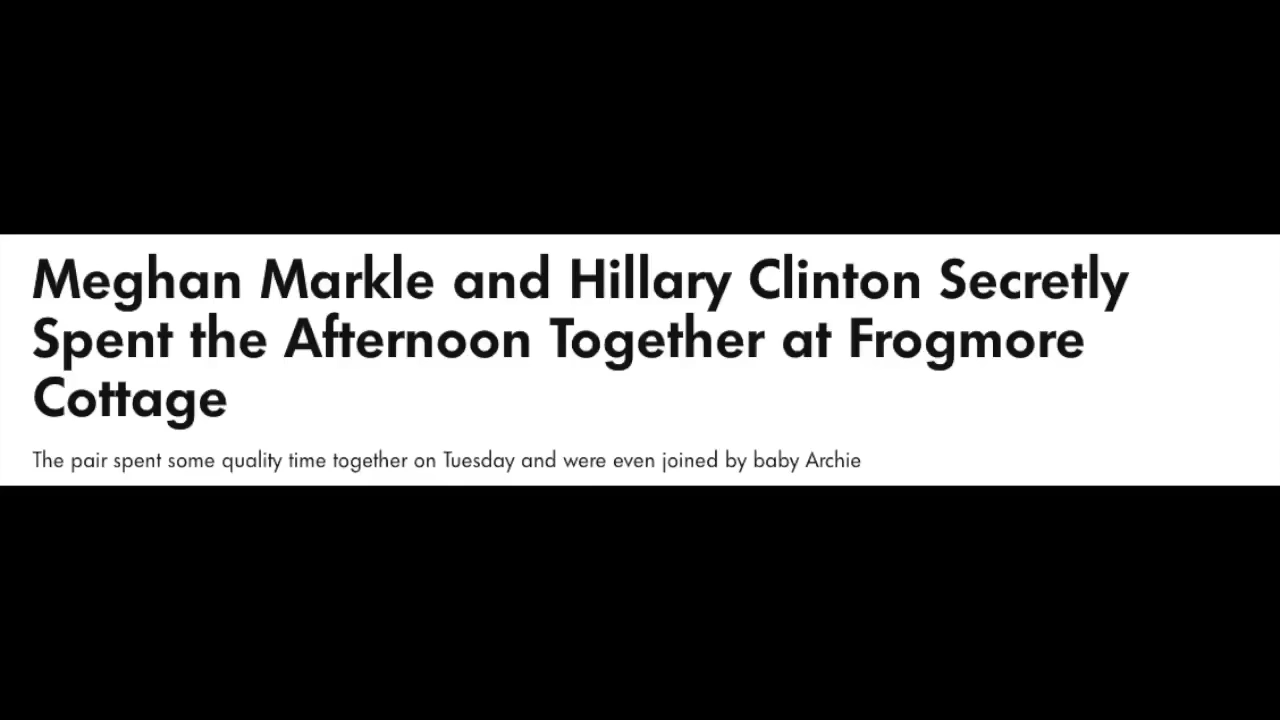 Meghan Markle and Hillary Clinton Secretly
Spent the Afternoon Together at Frogmore
Cottage
The pair spent some quality time together on Tuesday and were even joined by baby Archie